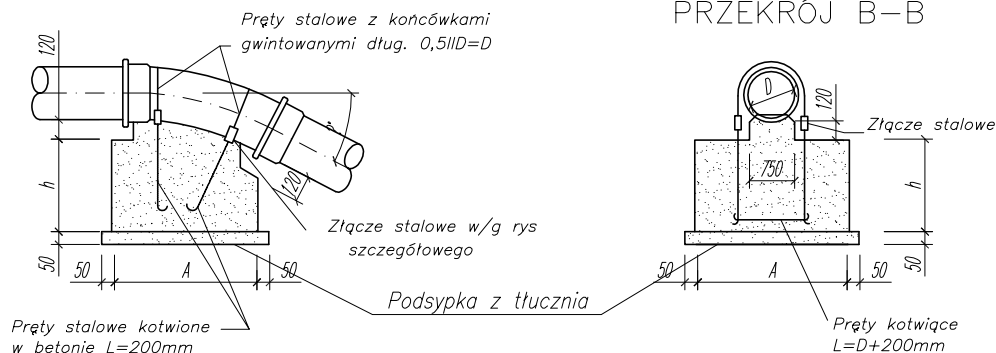 PRZEKRÓJ B-B
Pręty stalowe z końcówkami
gwintowanymi dług. 0,5IID=D
120
120
h
50
50
A
50
Złącze stalowe w/g rys
szczegółowego
Pręty stalowe kotwione
w betonie L=200mm
Podsypka z tłucznia
D
120
Złącze stalowe
750
h
50
50
A
50
Pręty kotwiące
L=D+200mm